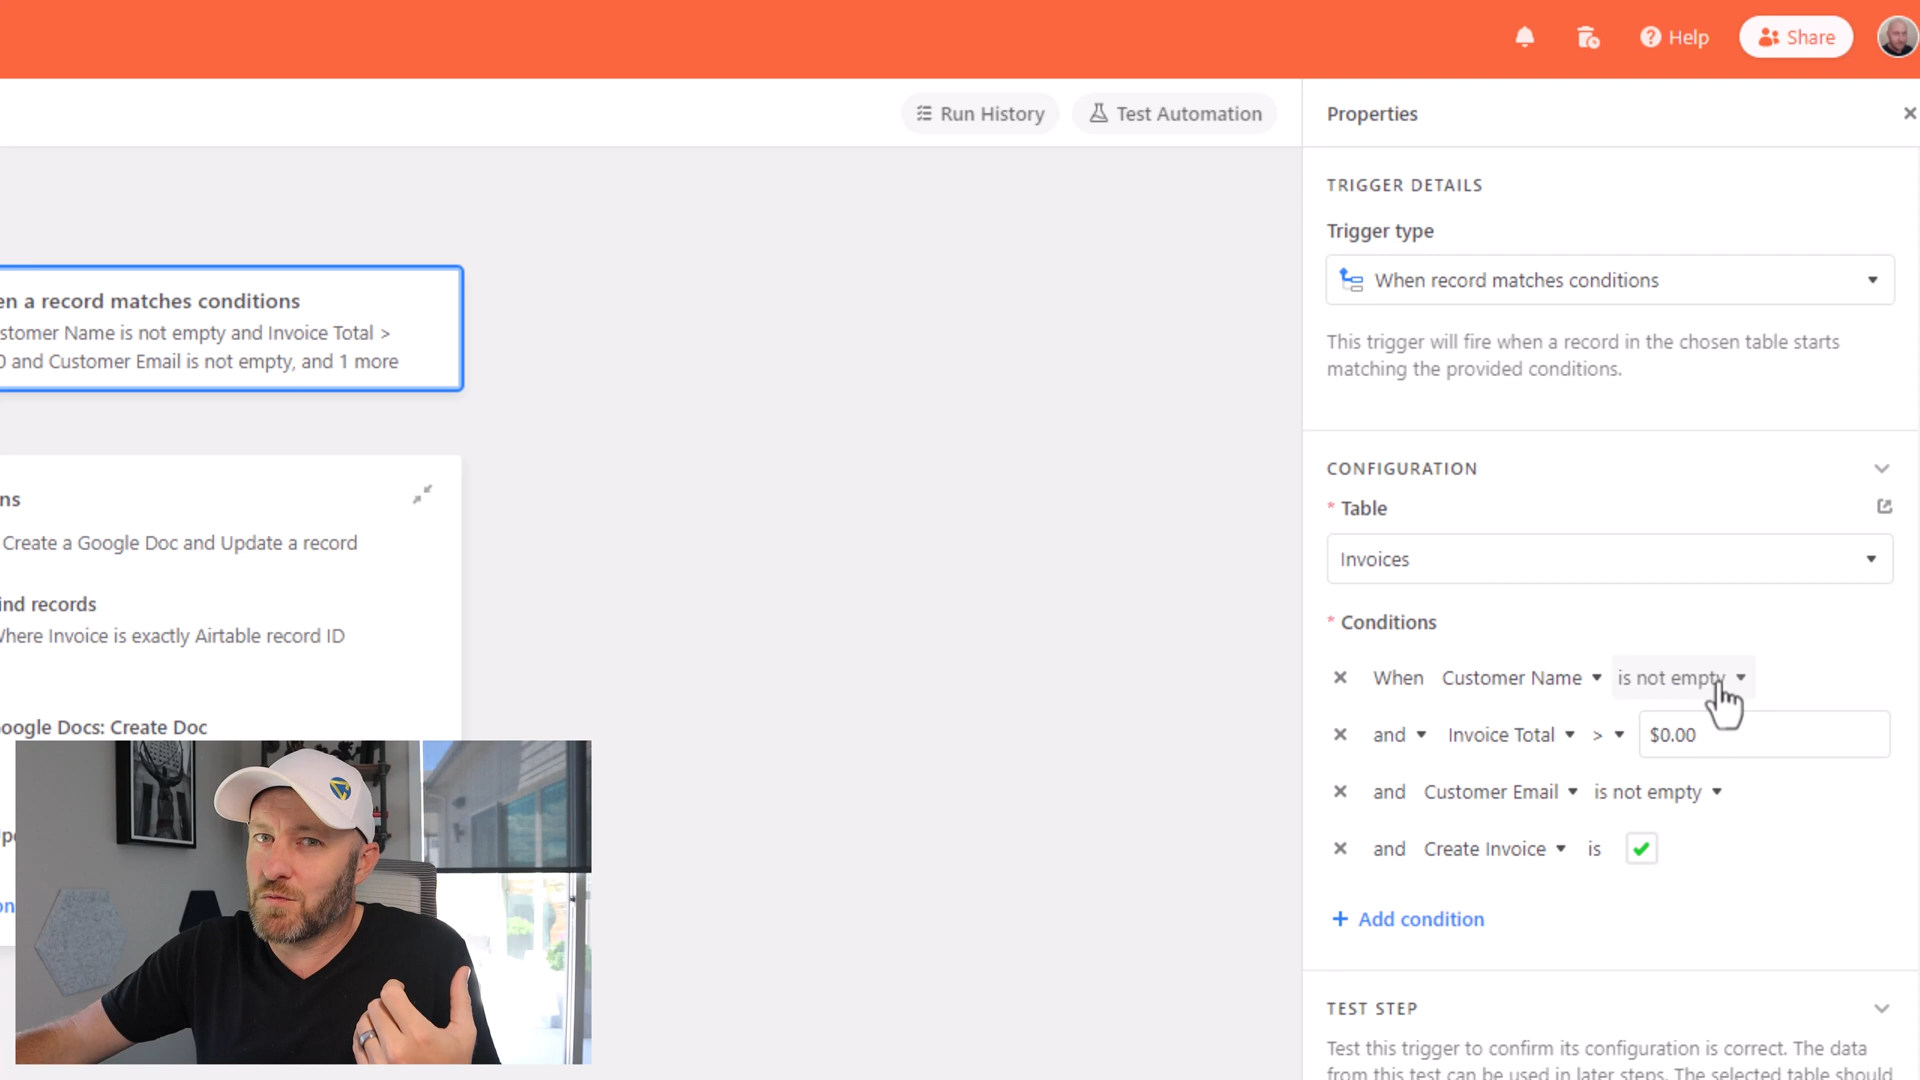 Help
Share
Run History
Test Automation
Properties
TRIGGER DETAILS
Trigger type
When record matches conditions
This trigger will fire when a record in the chosen table starts
matching the provided conditions.
en a record matches conditions
stomer Name is not empty and Invoice Total >
0 and Customer Email is not empty, and 1 more
CONFIGURATION
* Table
Invoices
ns
Create a Google Doc and Update a record
ind records
Where Invoice is exactly Airtable record ID
oogle Docs: Create Doc
on
* Conditions
When Customer Name is not empty
and Invoice Total > $0.00
and Customer Email is not empty
and Create Invoice is
+ Add condition
TEST STEP
Test this trigger to confirm its configuration is correct. The data
from this test can be used in later steps. The selected table should